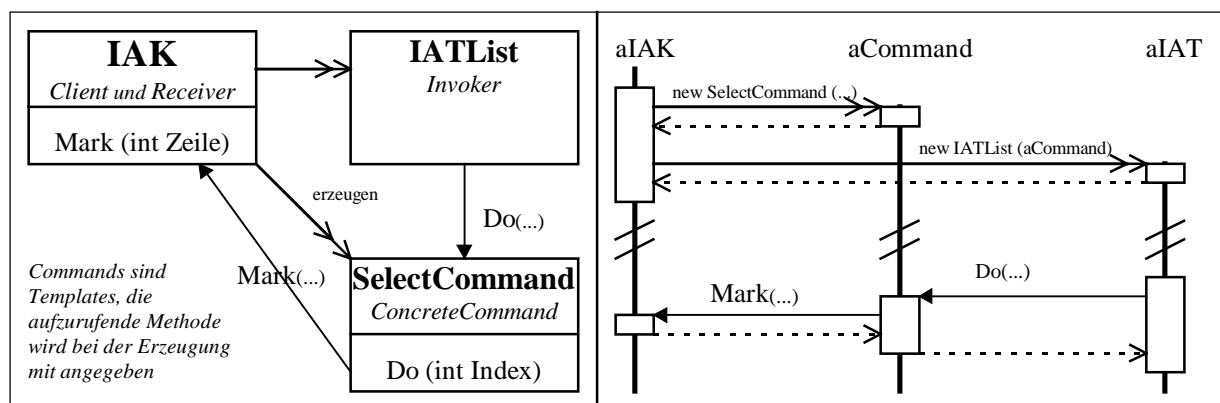 IAK
Client und Receiver
Mark (int Zeile)
IATList
Invoker
erzeugen
Do(...)
Mark(...)
SelectCommand
ConcreteCommand
Do (int Index)
Commands sind
Templates, die
aufzurufende Methode
wird bei der Erzeugung
mit angegeben
aIAK
aCommand
aIAT
new SelectCommand (...)
new IATList (aCommand)
Do(...)
Mark(...)